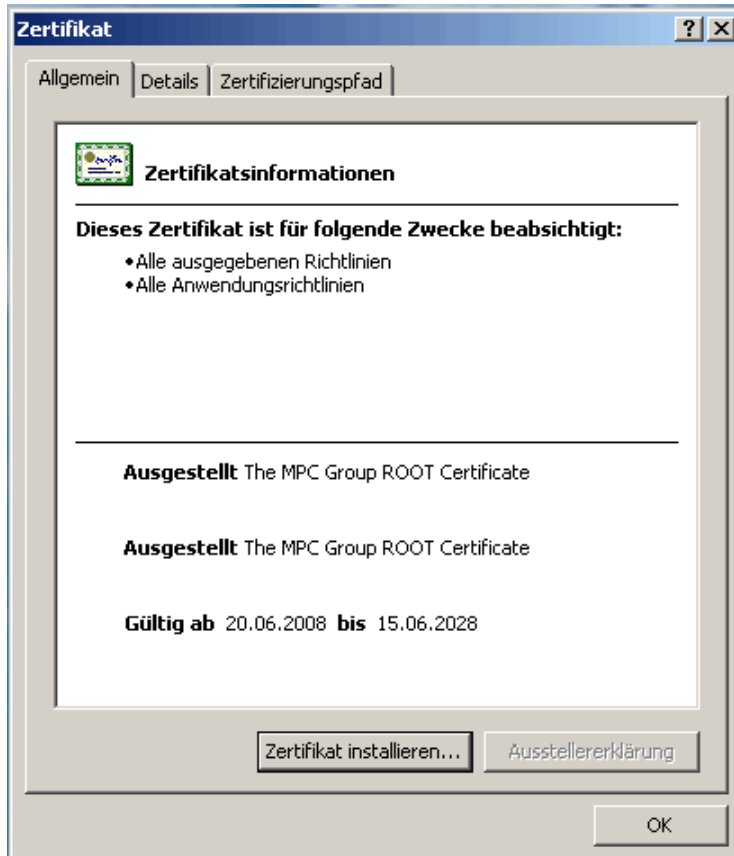 Zertifikat
Allgemein Details Zertifizierungspfad
Zertifikatsinformationen
Dieses Zertifikat ist für folgende Zwecke beabsichtigt:
•Alle ausgegebenen Richtlinien
•Alle Anwendungsrichtlinien
Ausgestellt The MPC Group ROOT Certificate
Ausgestellt The MPC Group ROOT Certificate
Gültig ab 20.06.2008 bis 15.06.2028
Zertifikat installieren... Ausstellererklärung
OK